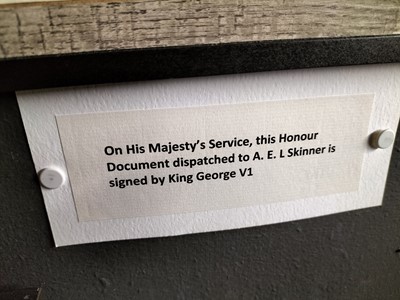 On His Majesty's Service, this Honour
Document dispatched to A. E. L Skinner is
signed by King George V1